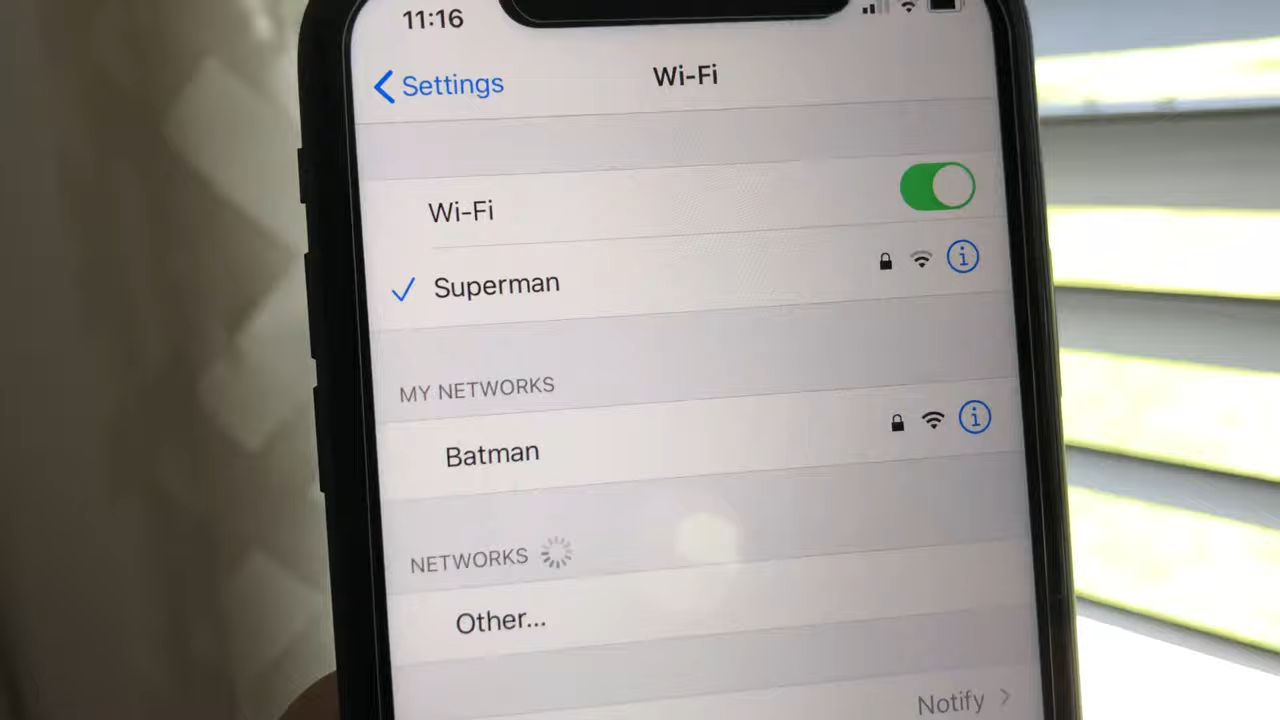 11:16
Settings
Wi-Fi
Wi-Fi
Superman
MY NETWORKS
Batman
NETWORKS
Other...
Notify